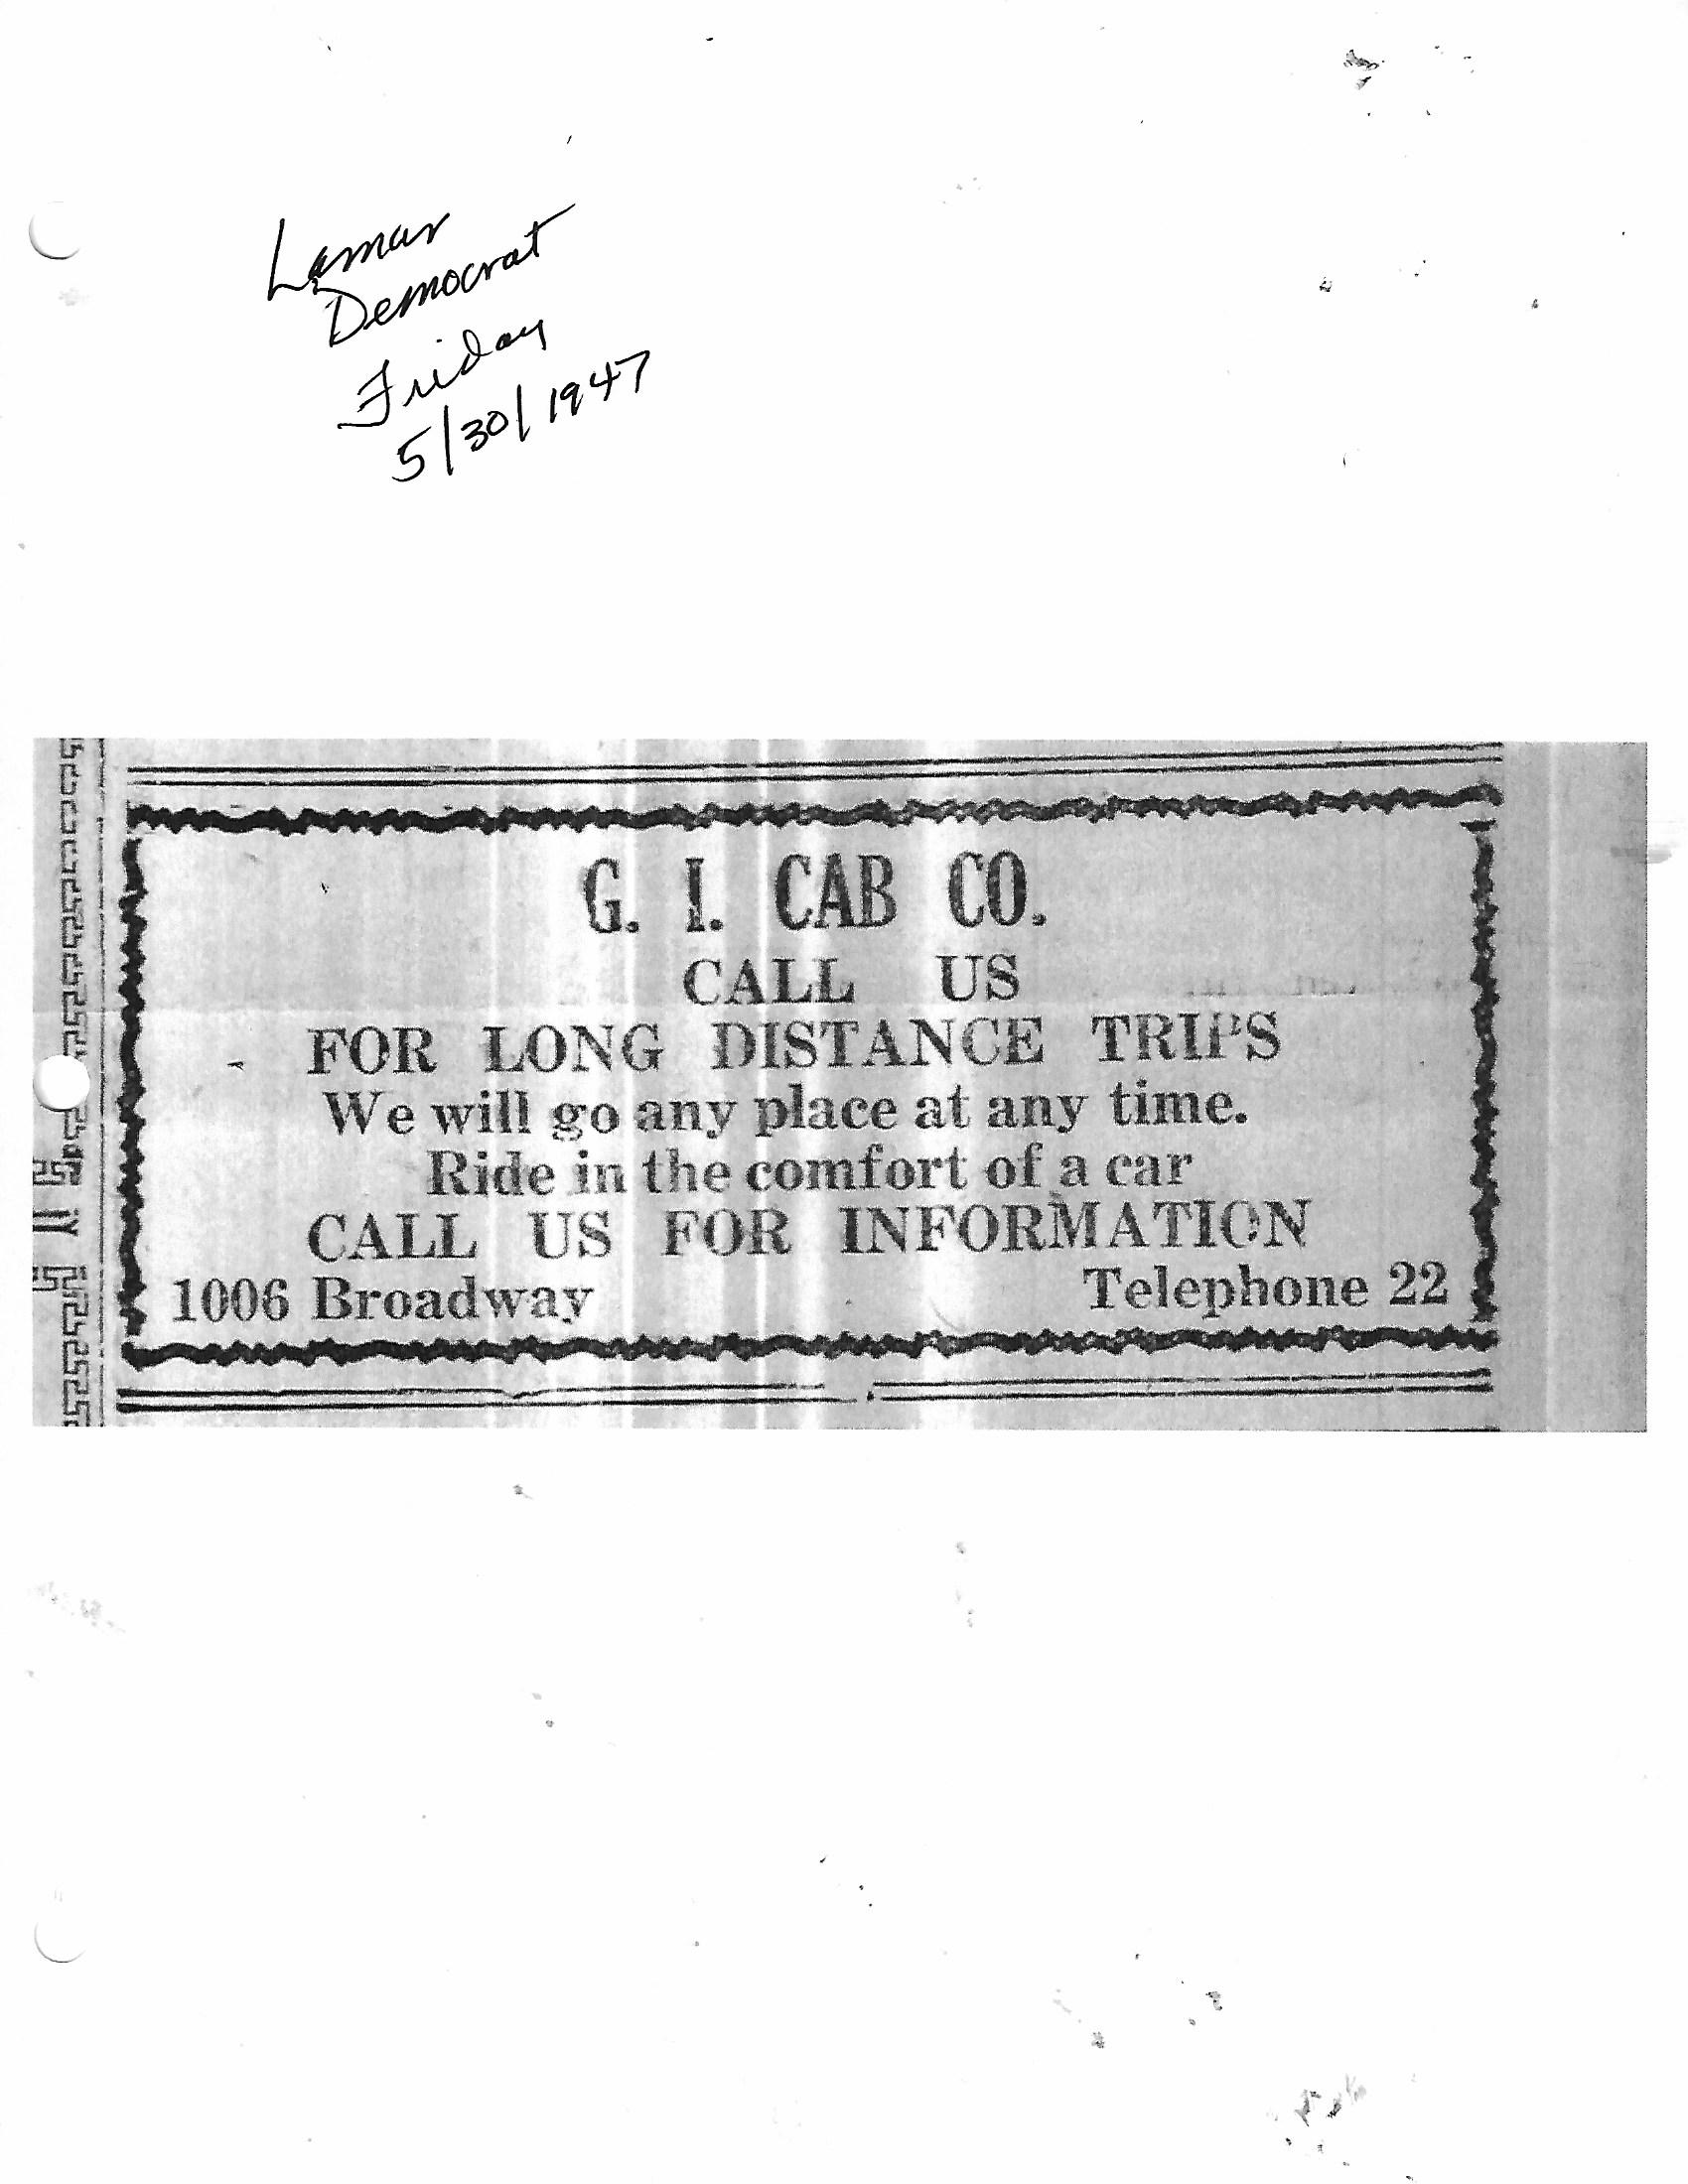 Lamar
Democrat
Friday
5/30/1947
G. I. CAB CO.
CALL US
FOR LONG DISTANCE TRIPS
We will go any place at any time.
Ride in the comfort of a car
CALL US FOR INFORMATION
1006 Broadway Telephone 22